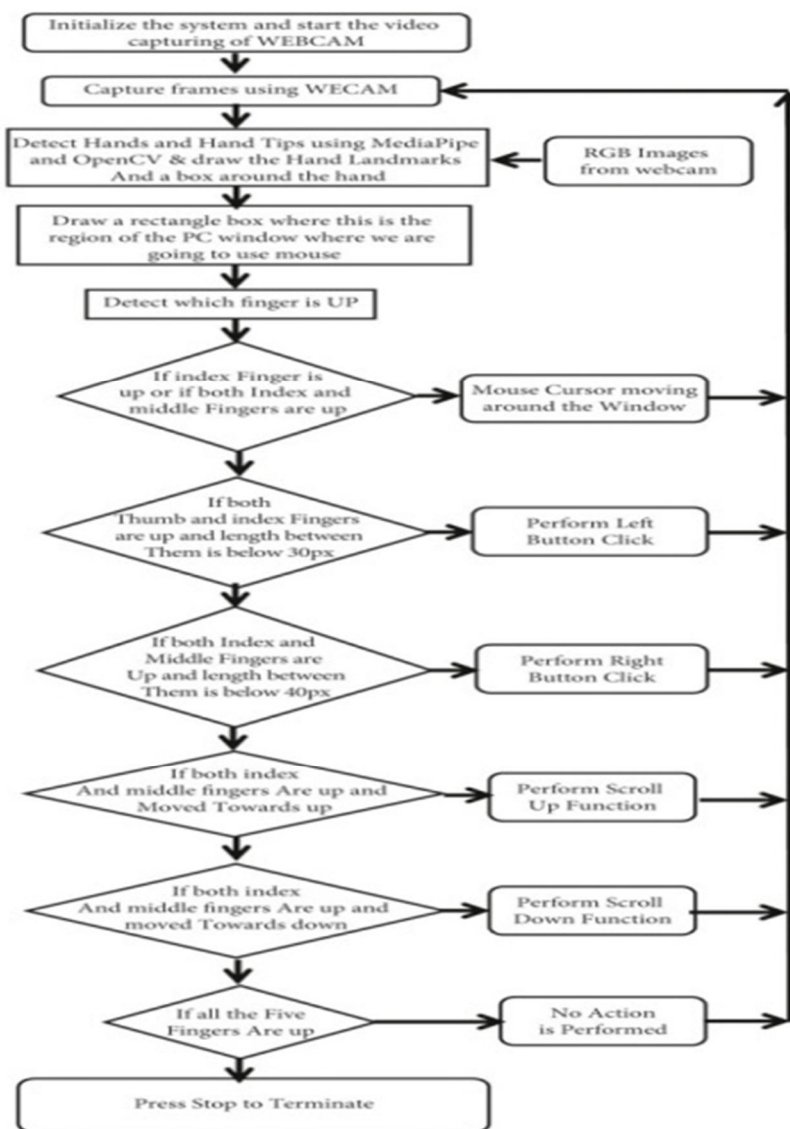 Initialize the system and start the video
capturing of WEBCAM
Capture frames using WECAM
Detect Hands and Hand Tips using MediaPipe
and OpenCV & draw the Hand Landmarks
And a box around the hand
RGB Images
from webcam
Draw a rectangle box where this is the
region of the PC window where we are
going to use mouse
Detect which finger is UP
If index Finger is
up or if both Index and
middle Fingers are up
Mouse Cursor moving
around the Window
If both
Thumb and index Fingers
are up and length between
Them is below 30px
Perform Left
Button Click
If both Index and
Middle Fingers are
Up and length between
Them is below 40px
Perform Right
Button Click
If both index
And middle fingers Are up and
Moved Towards up
Perform Scroll
Up Function
If both index
And middle fingers Are up and
moved Towards down
Perform Scroll
Down Function
If all the Five
Fingers Are up
No Action
is Performed
Press Stop to Terminate